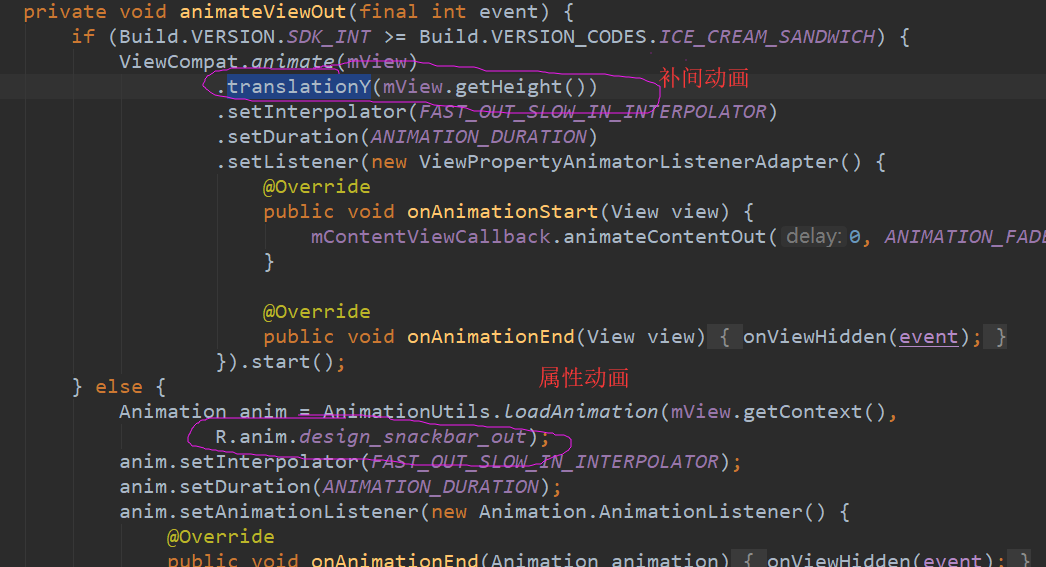 private void animateViewOut(final int event) {
if (Build.VERSION.SDK_INT >= Build.VERSION_CODES.ICE_CREAM_SANDWICH) {
ViewCompat.animate(mView)
.translationY(mView.getHeight()) 补间动画
.setInterpolator(FAST_OUT_SLOW_IN_INTERPOLATOR)
.setDuration(ANIMATION_DURATION)
.setListener(new ViewPropertyAnimatorListenerAdapter() {
@Override
public void onAnimationStart(View view) {
mContentViewCallback.animateContentOut( delay: 0, ANIMATION_FADE
}
@Override
public void onAnimationEnd(View view) { onViewHidden(event); }
}).start();
属性动画
} else {
Animation anim = AnimationUtils.loadAnimation(mView.getContext(),
R.anim.design_snackbar_out);
anim.setInterpolator(FAST_OUT_SLOW_IN_INTERPOLATOR);
anim.setDuration(ANIMATION_DURATION);
anim.setAnimationListener(new Animation.AnimationListener() {
@Override
public void onAnimationEnd(Animation animation) { onViewHidden(event); }